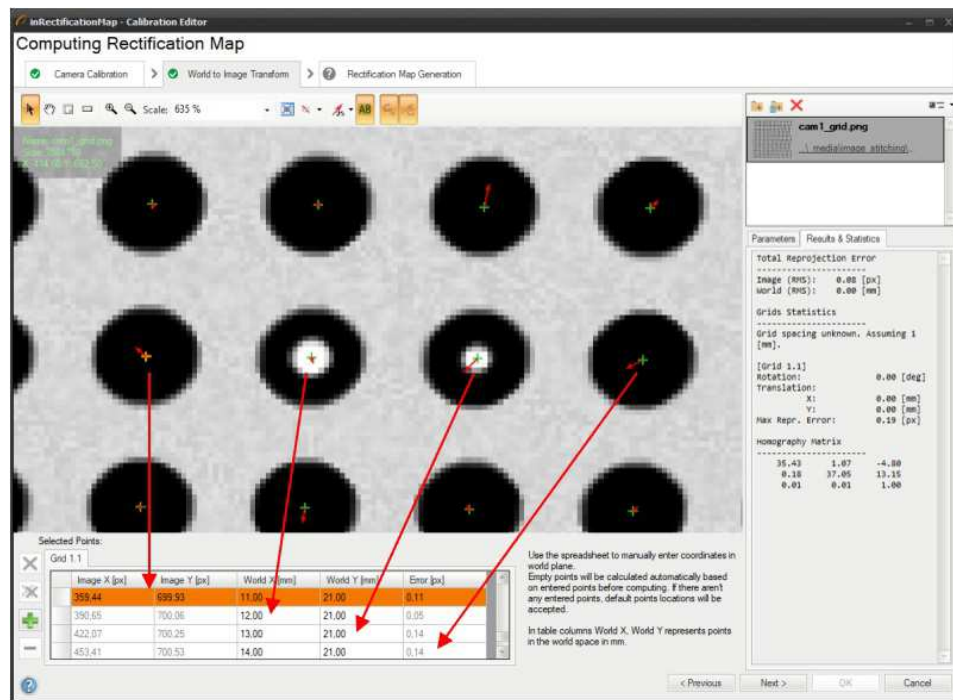 inRectificationMap - Calibration Editor
Computing Rectification Map
Camera Calibration
World to Image Transform
Rectification Map Generation
Scale: 635 %
AB
cam1_grid.png
Name: cam1_grid.png
cam1_grid.png
..\_media\image_stitching\..
Parameters
Results & Statistics
Total Reprojection Error
Image (RMS): 0.08 [px]
World (RMS): 0.00 [mm]
Grids Statistics
Grid spacing unknown. Assuming 1
[mm].
[Grid 1.1]
Rotation: 0.00 [deg]
Translation:
X: 0.00 [mm]
Y: 0.00 [mm]
Max Repr. Error: 0.19 [px]
Homography Matrix
35.43 1.07 -4.80
0.18 37.05 13.15
0.01 0.01 1.00
Selected Points:
Grid 1.1
Image X [px] Image Y [px] World X [mm] World Y [mm] Error [px]
359,44 699.93 11,00 21,00 0,11
390,65 700.06 12,00 21,00 0,05
422,07 700.25 13,00 21,00 0,14
453,41 700.53 14,00 21,00 0,14
Use the spreadsheet to manually enter coordinates in
world plane.
Empty points will be calculated automatically based
on entered points before computing. If there aren't
any entered points, default points locations will be
accepted.
In table columns World X, World Y represents points
in the world space in mm.
< Previous
Next >
OK
Cancel